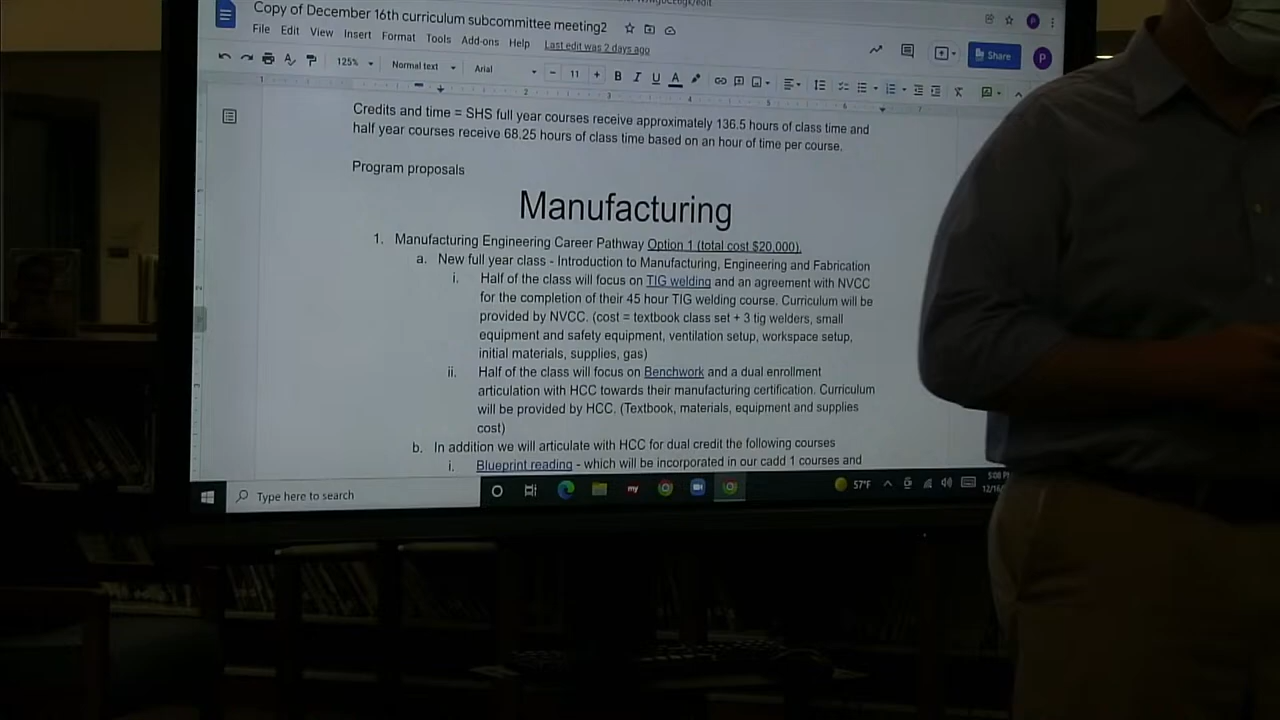 Copy of December 16th curriculum subcommittee meeting2
File Edit View Insert Format Tools Add-ons Help Last edit was 2 days ago
Share
P
125% Normal text Arial 11 B I U A
Credits and time = SHS full year courses receive approximately 136.5 hours of class time and
half year courses receive 68.25 hours of class time based on an hour of time per course.
Program proposals
Manufacturing
1. Manufacturing Engineering Career Pathway Option 1 (total cost $20,000).
a. New full year class - Introduction to Manufacturing, Engineering and Fabrication
i. Half of the class will focus on TIG welding and an agreement with NVCC
for the completion of their 45 hour TIG welding course. Curriculum will be
provided by NVCC. (cost = textbook class set + 3 tig welders, small
equipment and safety equipment, ventilation setup, workspace setup,
initial materials, supplies, gas)
ii. Half of the class will focus on Benchwork and a dual enrollment
articulation with HCC towards their manufacturing certification. Curriculum
will be provided by HCC. (Textbook, materials, equipment and supplies
cost)
b. In addition we will articulate with HCC for dual credit the following courses
i. Blueprint reading - which will be incorporated in our cadd 1 courses and
Type here to search
my
57°F
5:08 PM